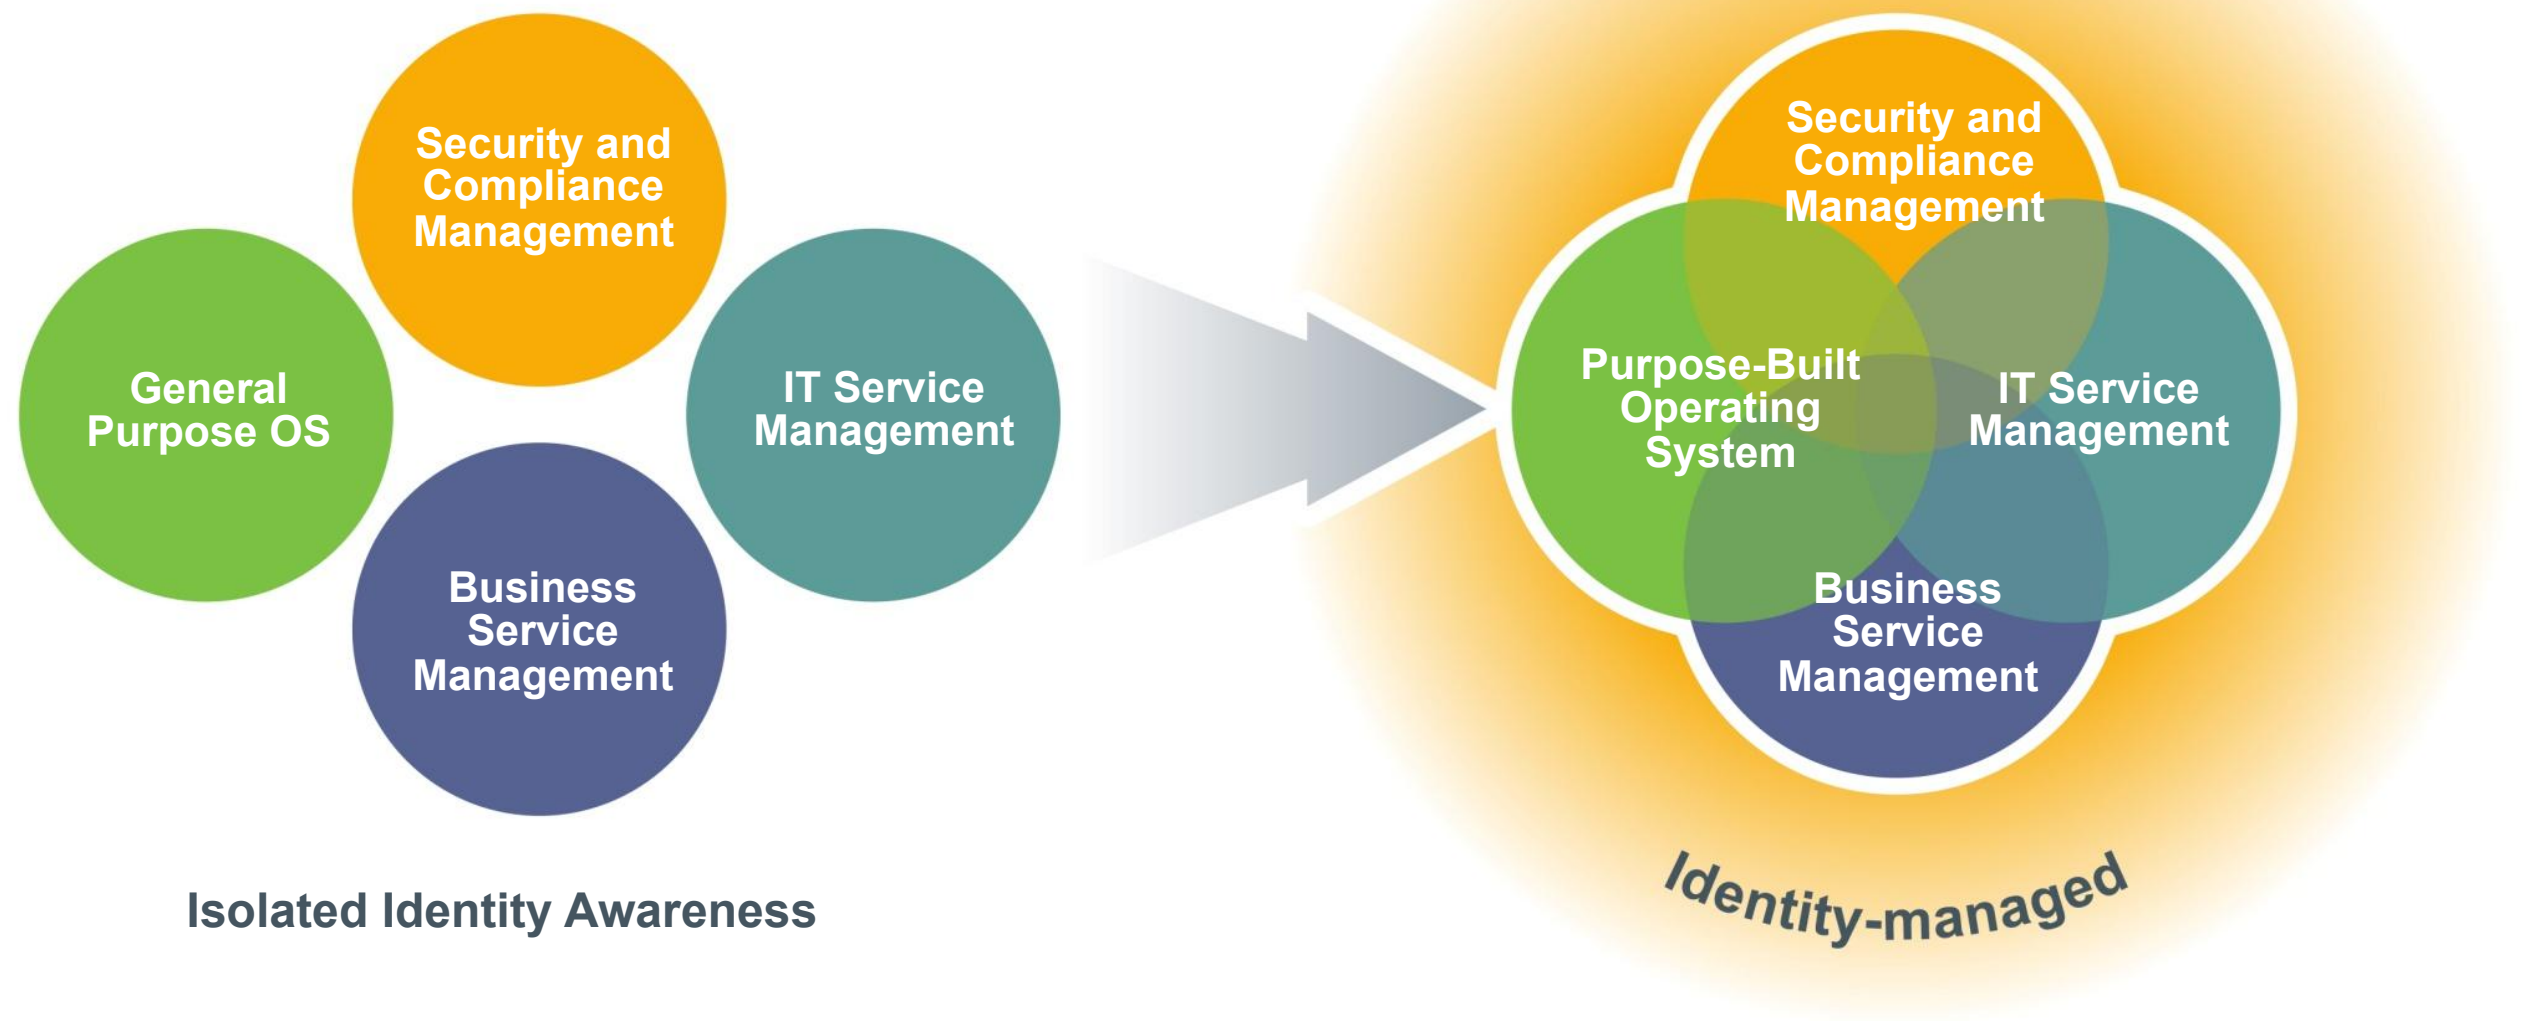 Security and
Compliance
Management
General
Purpose OS
IT Service
Management
Business
Service
Management
Isolated Identity Awareness
Security and
Compliance
Management
Purpose-Built
Operating
System
IT Service
Management
Business
Service
Management
Identity-managed